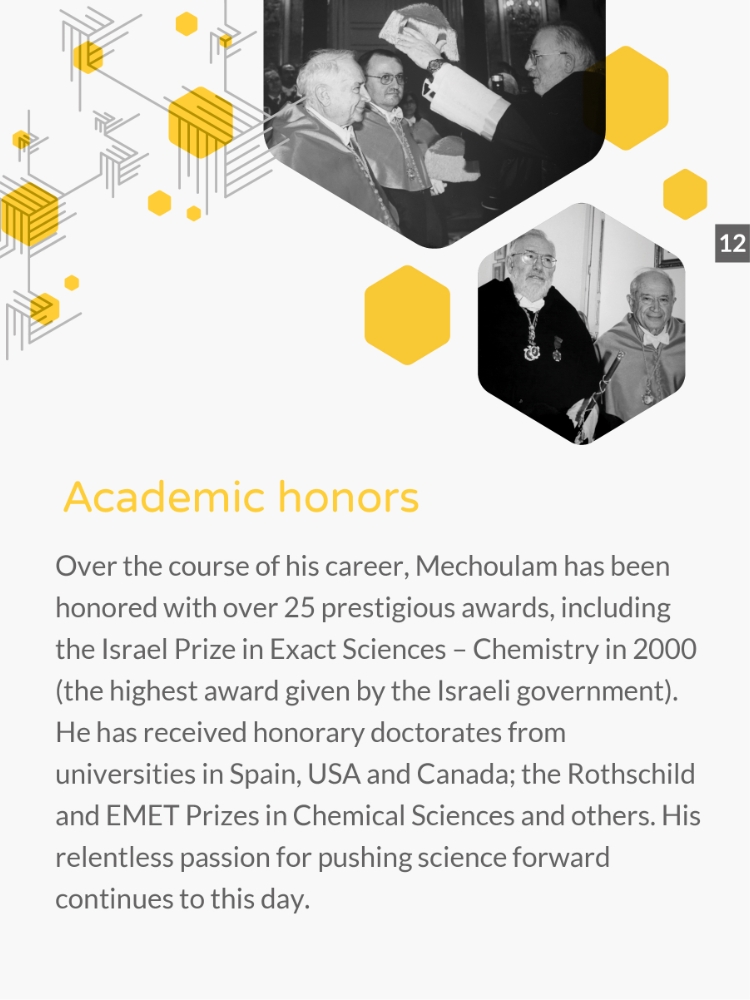 12
Academic honors
Over the course of his career, Mechoulam has been
honored with over 25 prestigious awards, including
the Israel Prize in Exact Sciences – Chemistry in 2000
(the highest award given by the Israeli government).
He has received honorary doctorates from
universities in Spain, USA and Canada; the Rothschild
and EMET Prizes in Chemical Sciences and others. His
relentless passion for pushing science forward
continues to this day.